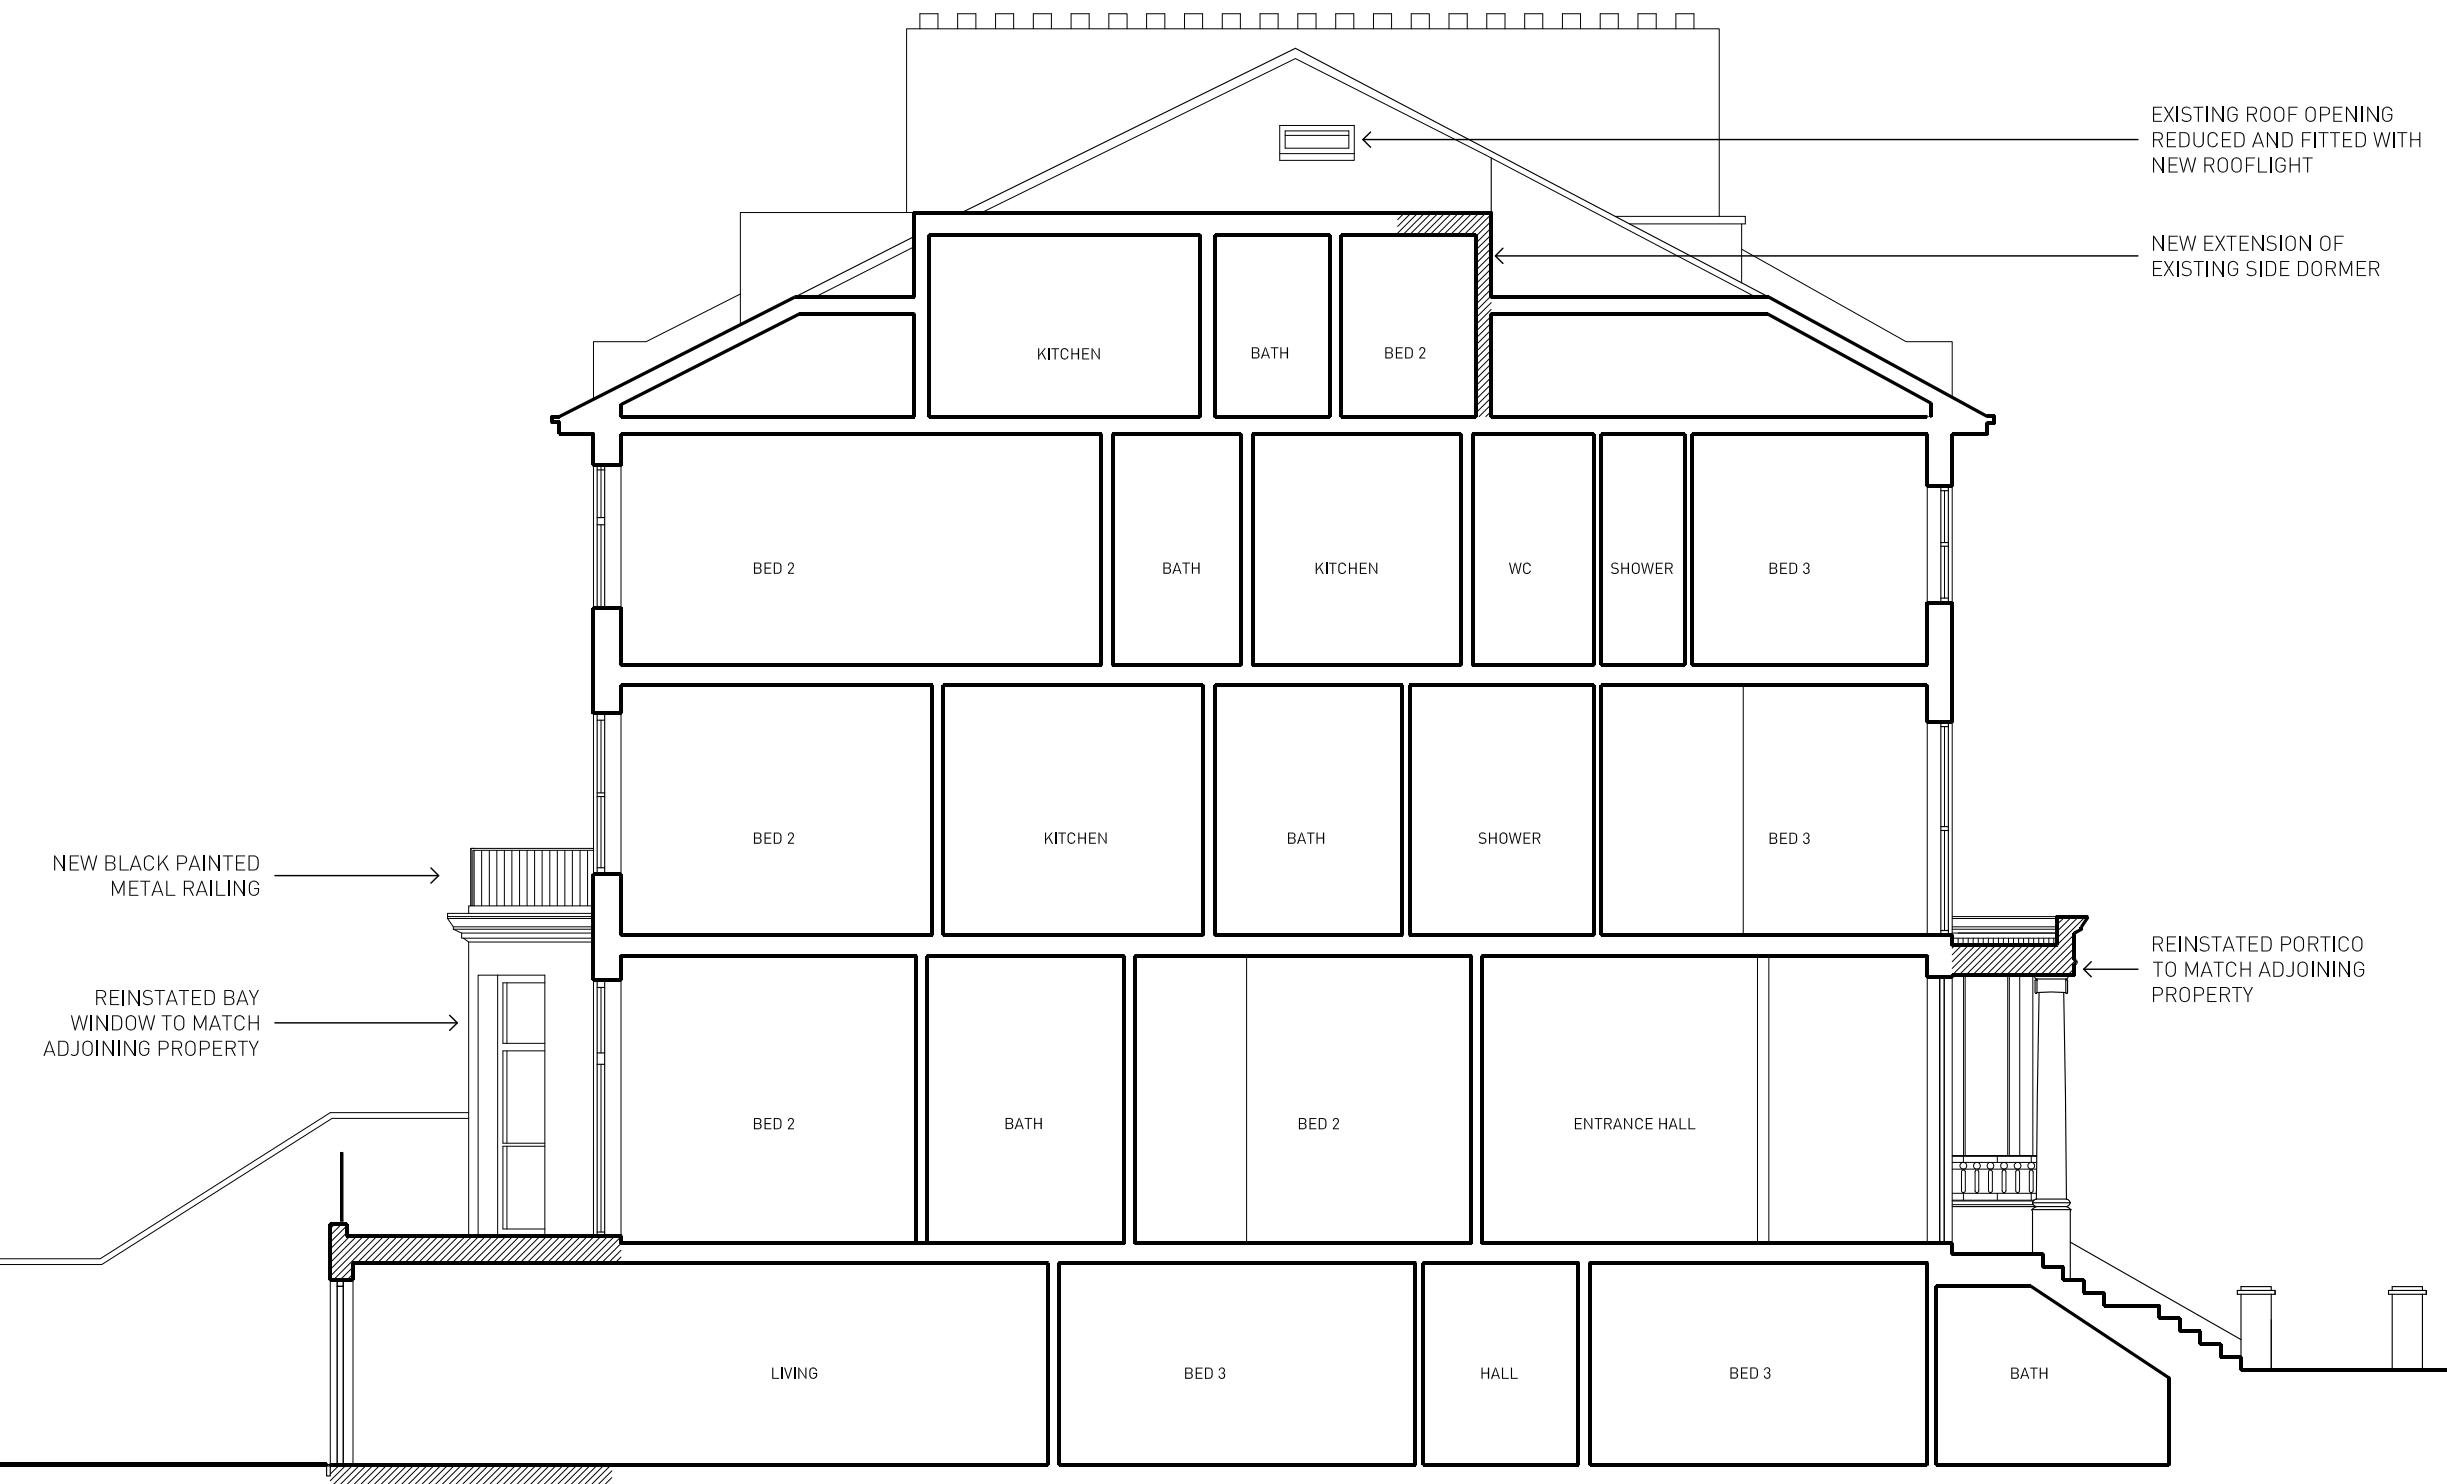 EXISTING ROOF OPENING
REDUCED AND FITTED WITH
NEW ROOFLIGHT
NEW EXTENSION OF
EXISTING SIDE DORMER
KITCHEN
BATH
BED 2
BED 2
BATH
KITCHEN
WC
SHOWER
BED 3
BED 2
KITCHEN
BATH
SHOWER
BED 3
NEW BLACK PAINTED
METAL RAILING
REINSTATED PORTICO
TO MATCH ADJOINING
PROPERTY
REINSTATED BAY
WINDOW TO MATCH
ADJOINING PROPERTY
BED 2
BATH
BED 2
ENTRANCE HALL
LIVING
BED 3
HALL
BED 3
BATH